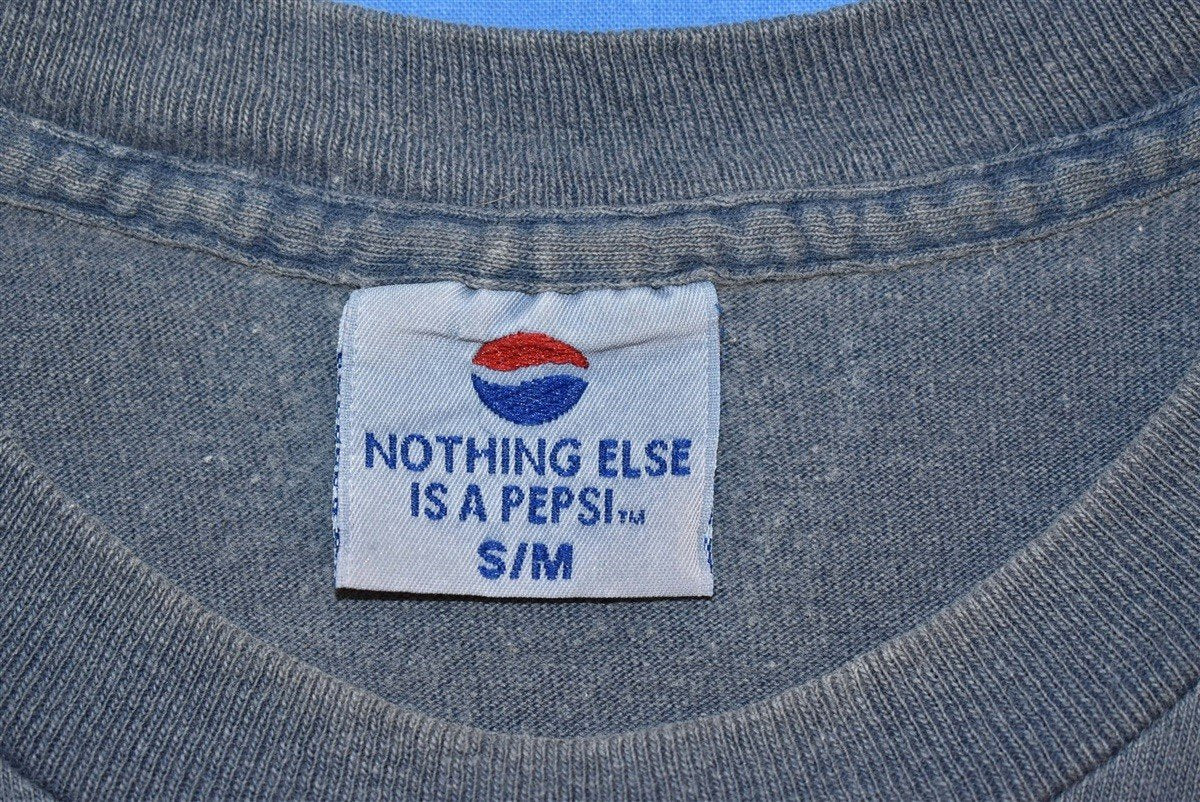 NOTHING ELSE
IS A PEPSI™
S/M